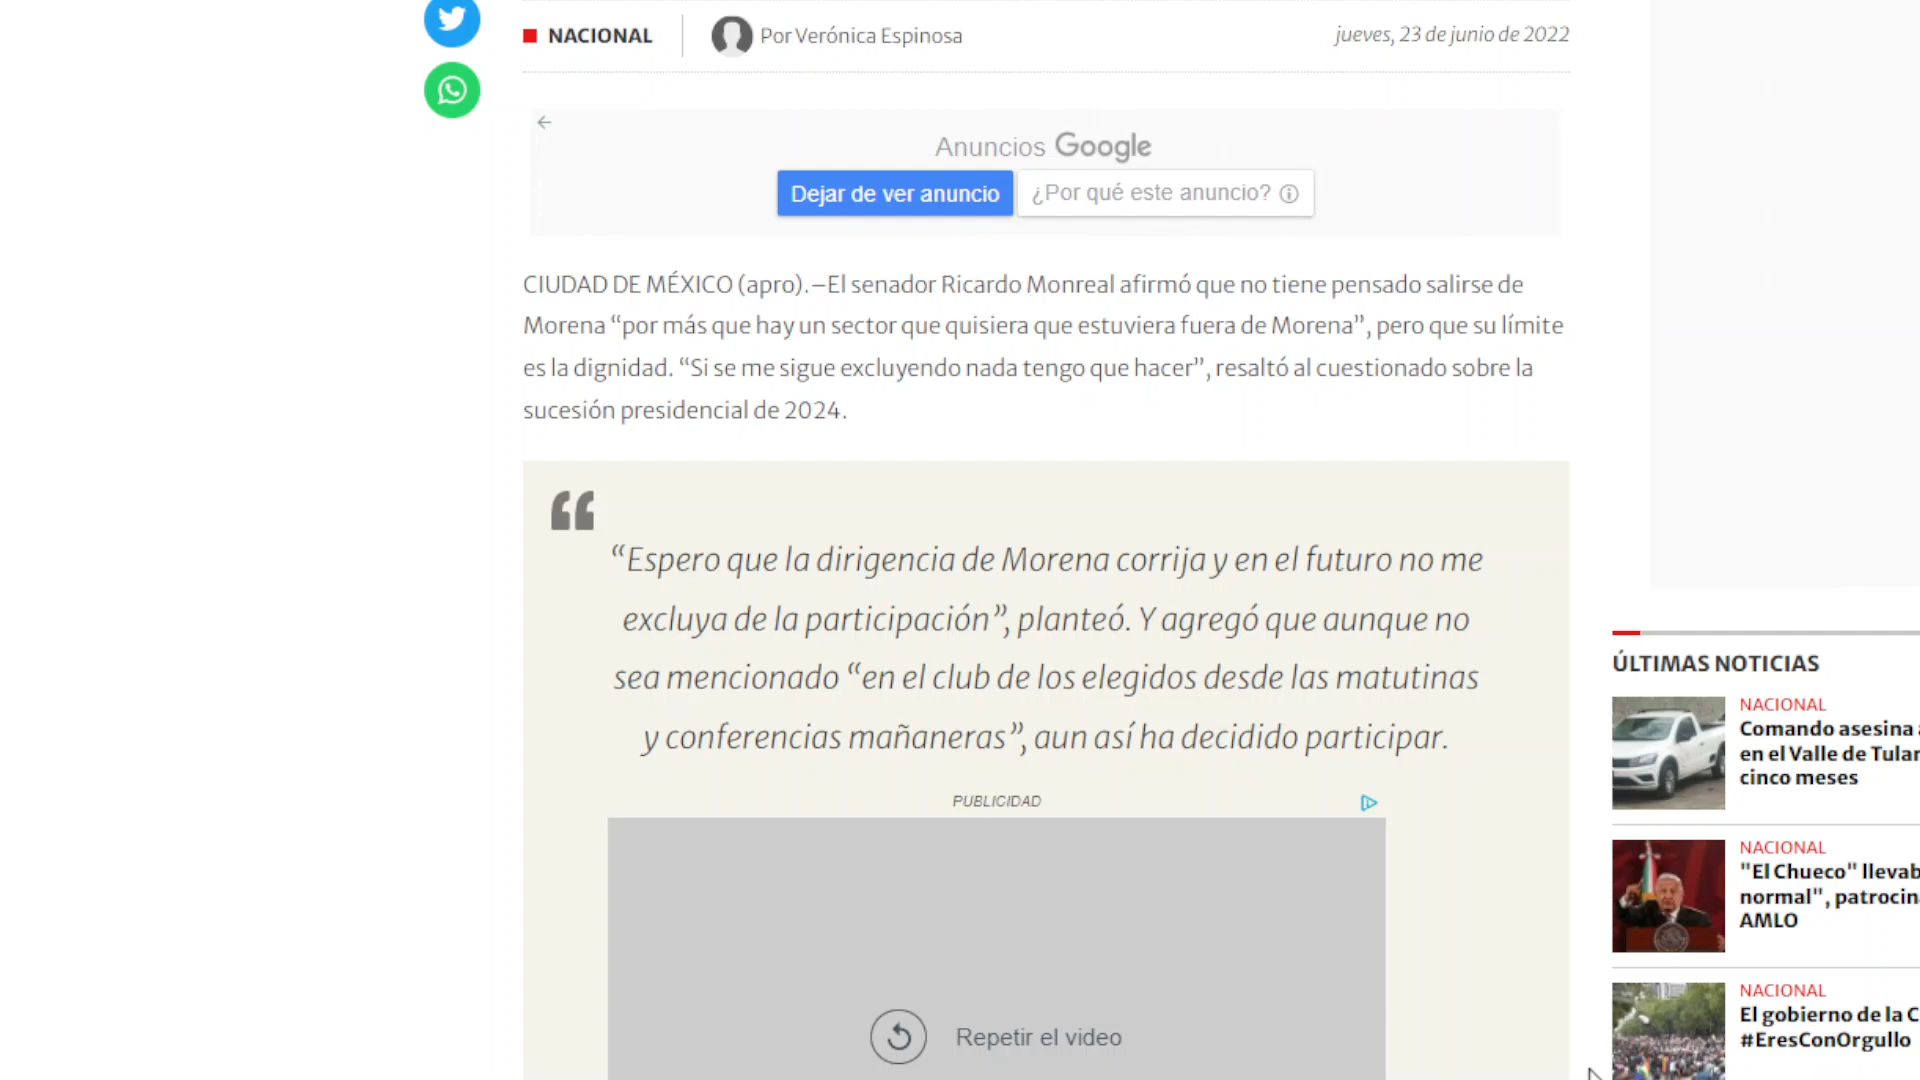 NACIONAL
Por Verónica Espinosa
jueves, 23 de junio de 2022
Anuncios Google
Dejar de ver anuncio
¿Por qué este anuncio?
CIUDAD DE MÉXICO (apro).–El senador Ricardo Monreal afirmó que no tiene pensado salirse de
Morena “por más que hay un sector que quisiera que estuviera fuera de Morena”, pero que su límite
es la dignidad. “Si se me sigue excluyendo nada tengo que hacer”, resaltó al cuestionado sobre la
sucesión presidencial de 2024.
“Espero que la dirigencia de Morena corrija y en el futuro no me
excluya de la participación”, planteó. Y agregó que aunque no
sea mencionado “en el club de los elegidos desde las matutinas
y conferencias mañaneras”, aun así ha decidido participar.
PUBLICIDAD
Repetir el video
ÚLTIMAS NOTICIAS
NACIONAL
Comando asesina
en el Valle de
cinco meses
NACIONAL
"El Chueco"
normal",
AMLO
NACIONAL
El gobierno de la
#EresConOrgullo